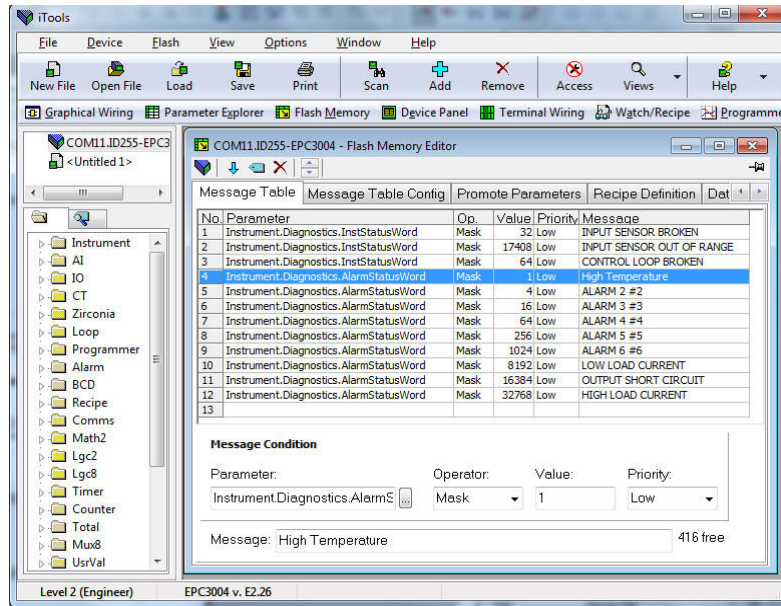 iTools
File Device Flash View Options Window Help
New File Open File Load Save Print Scan Add Remove Access Views Help
Graphical Wiring Parameter Explorer Flash Memory Device Panel Terminal Wiring Watch/Recipe Programme
COM11.ID255-EPC3
<Untitled 1>
Instrument
AI
IO
CT
Zirconia
Loop
Programmer
Alarm
BCD
Recipe
Comms
Math2
Lgc2
Lgc8
Timer
Counter
Total
Mux8
UsrVal
COM11.ID255-EPC3004 - Flash Memory Editor
Message Table Message Table Config Promote Parameters Recipe Definition Dat
No. Parameter Op. Value Priority Message
1 Instrument.Diagnostics.InstStatusWord Mask 32 Low INPUT SENSOR BROKEN
2 Instrument.Diagnostics.InstStatusWord Mask 17408 Low INPUT SENSOR OUT OF RANGE
3 Instrument.Diagnostics.InstStatusWord Mask 64 Low CONTROL LOOP BROKEN
4 Instrument.Diagnostics.AlarmStatusWord Mask 1 Low High Temperature
5 Instrument.Diagnostics.AlarmStatusWord Mask 4 Low ALARM 2 #2
6 Instrument.Diagnostics.AlarmStatusWord Mask 16 Low ALARM 3 #3
7 Instrument.Diagnostics.AlarmStatusWord Mask 64 Low ALARM 4 #4
8 Instrument.Diagnostics.AlarmStatusWord Mask 256 Low ALARM 5 #5
9 Instrument.Diagnostics.AlarmStatusWord Mask 1024 Low ALARM 6 #6
10 Instrument.Diagnostics.AlarmStatusWord Mask 8192 Low LOW LOAD CURRENT
11 Instrument.Diagnostics.AlarmStatusWord Mask 16384 Low OUTPUT SHORT CIRCUIT
12 Instrument.Diagnostics.AlarmStatusWord Mask 32768 Low HIGH LOAD CURRENT
13
Message Condition
Parameter: Operator: Value: Priority:
Instrument.Diagnostics.AlarmS ... Mask 1 Low
Message: High Temperature 416 free
Level 2 (Engineer) EPC3004 v. E2.26